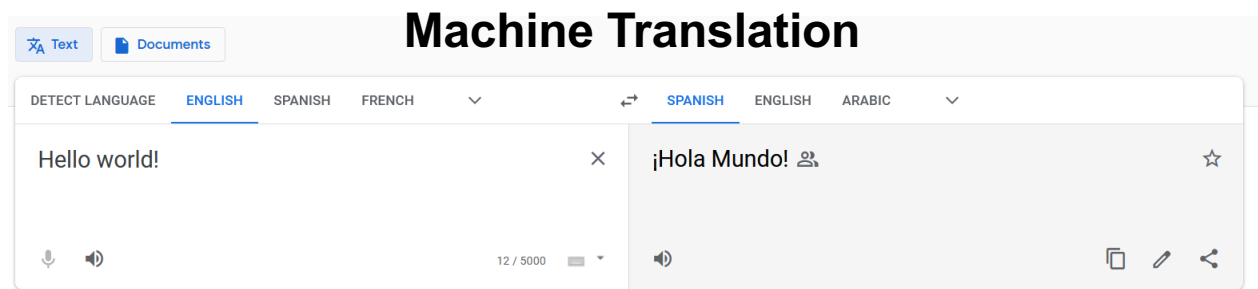 Machine Translation
Text Documents
DETECT LANGUAGE ENGLISH SPANISH FRENCH SPANISH ENGLISH ARABIC
Hello world! ¡Hola Mundo!
12 / 5000